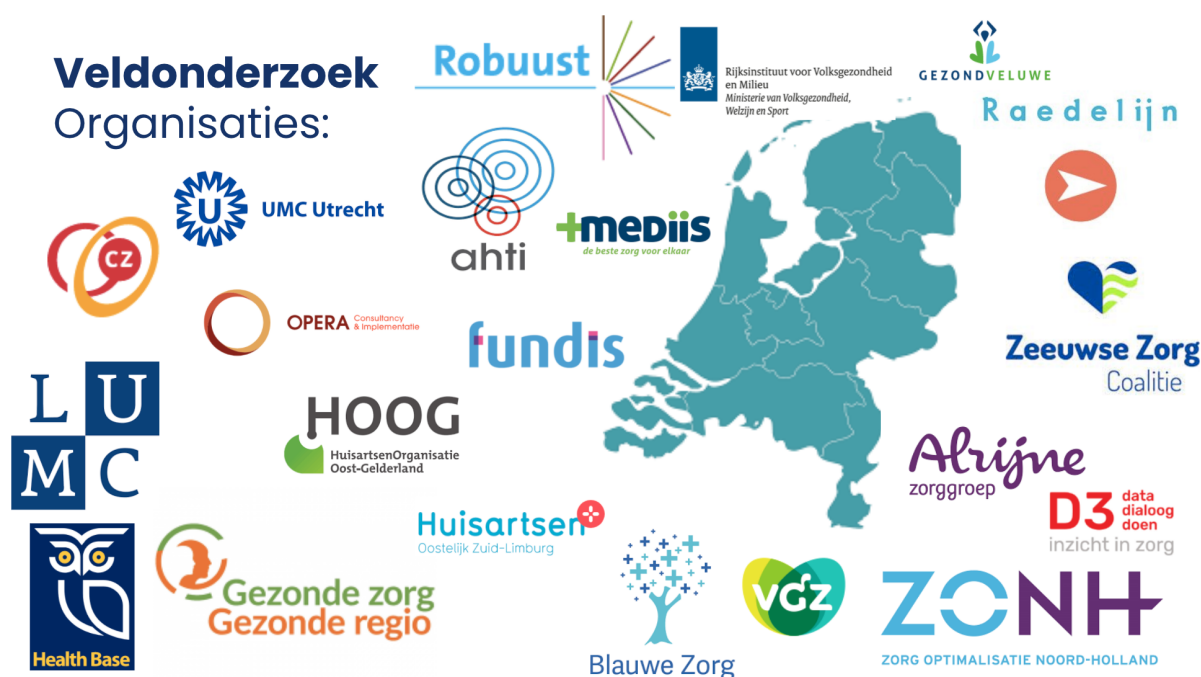 Veldonderzoek
Organisaties:
Robuust
Rijksinstituut voor Volksgezondheid
en Milieu
Ministerie van Volksgezondheid,
Welzijn en Sport
GEZONDVELUWE
Raedelijn
U
UMC Utrecht
ahti
+mediis
de beste zorg voor elkaar
CZ
OPERA
Consultancy
& Implementatie
fundis
Zeeuwse Zorg
Coalitie
L U
M C
HOOG
HuisartsenOrganisatie
Oost-Gelderland
Alrijne
zorggroep
D3
data
dialoog
doen
inzicht in zorg
Huisartsen
Oostelijk Zuid-Limburg
Health Base
Gezonde zorg
Gezonde regio
Blauwe Zorg
vGz
ZONH
ZORG OPTIMALISATIE NOORD-HOLLAND